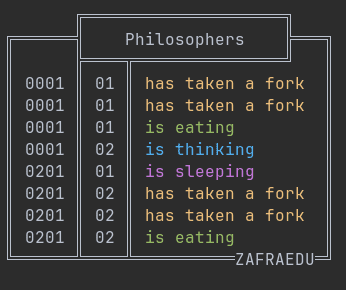 Philosophers
0001 01 has taken a fork
0001 01 has taken a fork
0001 01 is eating
0001 02 is thinking
0201 01 is sleeping
0201 02 has taken a fork
0201 02 has taken a fork
0201 02 is eating
ZAFRAEDU